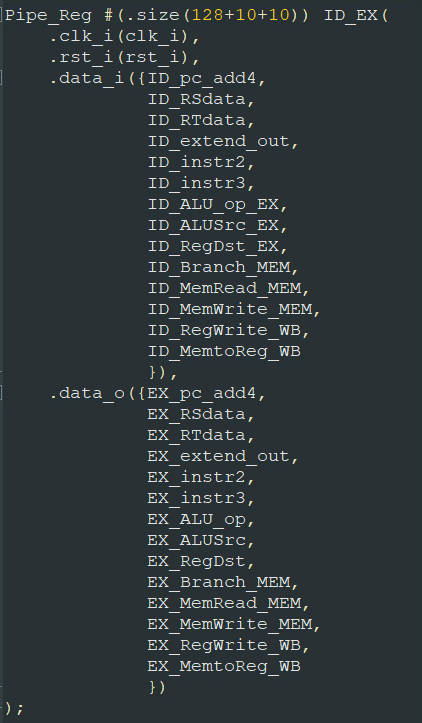 Pipe_Reg #(.size(128+10+10)) ID_EX(
.clk_i(clk_i),
.rst_i(rst_i),
.data_i({ID_pc_add4,
ID_RSdata,
ID_RTdata,
ID_extend_out,
ID_instr2,
ID_instr3,
ID_ALU_op_EX,
ID_ALUSrc_EX,
ID_RegDst_EX,
ID_Branch_MEM,
ID_MemRead_MEM,
ID_MemWrite_MEM,
ID_RegWrite_WB,
ID_MemtoReg_WB
}),
.data_o({EX_pc_add4,
EX_RSdata,
EX_RTdata,
EX_extend_out,
EX_instr2,
EX_instr3,
EX_ALU_op,
EX_ALUSrc,
EX_RegDst,
EX_Branch_MEM,
EX_MemRead_MEM,
EX_MemWrite_MEM,
EX_RegWrite_WB,
EX_MemtoReg_WB
})
);